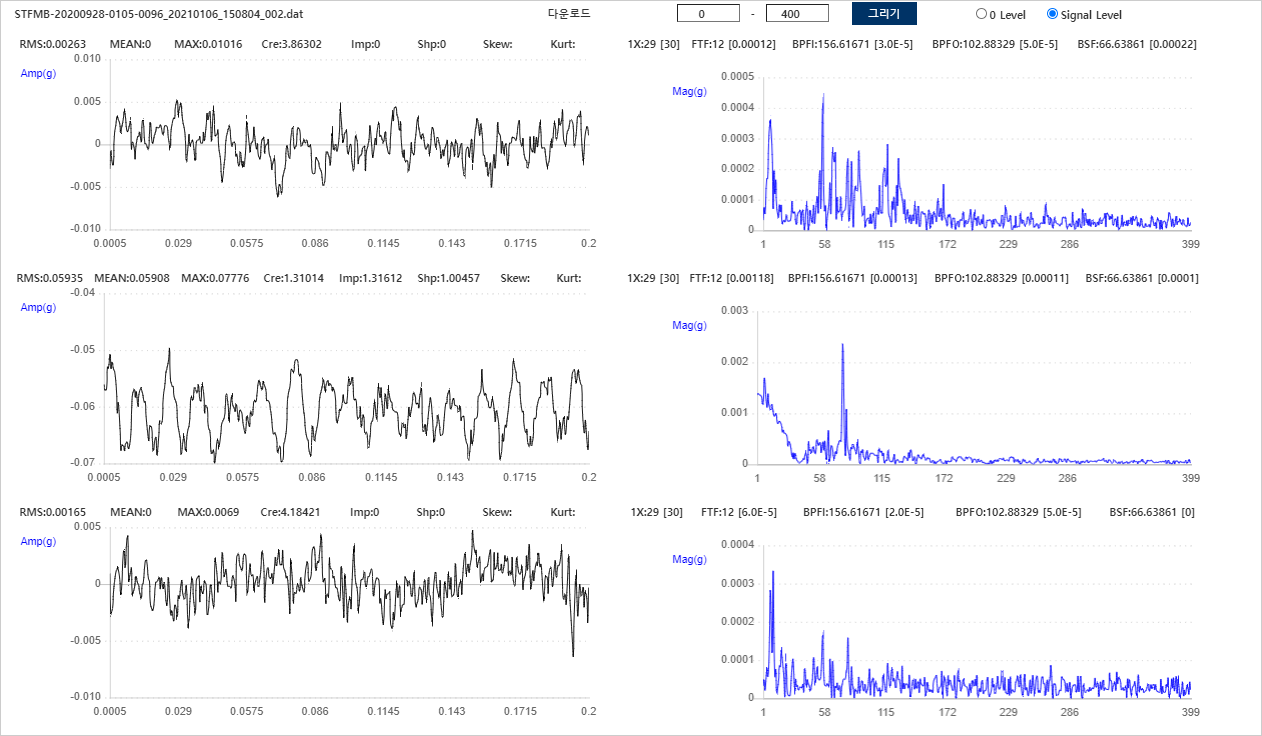 STFMB-20200928-0105-0096_20210106_150804_002.dat 다운로드 0 - 400 그리기 0 Level Signal Level
RMS:0.00263 MEAN:0 MAX:0.01016 Cre:3.86302 Imp:0 Shp:0 Skew: Kurt:
Amp(g)
0.010
0.005
0
-0.005
-0.010
0.0005 0.029 0.0575 0.086 0.1145 0.143 0.1715 0.2
1X:29 [30] FTF:12 [0.00012] BPFI:156.61671 [3.0E-5] BPFO:102.88329 [5.0E-5] BSF:66.63861 [0.00022]
Mag(g)
0.0005
0.0004
0.0003
0.0002
0.0001
0
1 58 115 172 229 286 399
RMS:0.05935 MEAN:0.05908 MAX:0.07776 Cre:1.31014 Imp:1.31612 Shp:1.00457 Skew: Kurt:
Amp(g)
-0.04
-0.05
-0.06
-0.07
0.0005 0.029 0.0575 0.086 0.1145 0.143 0.1715 0.2
1X:29 [30] FTF:12 [0.00118] BPFI:156.61671 [0.00013] BPFO:102.88329 [0.00011] BSF:66.63861 [0.0001]
Mag(g)
0.003
0.002
0.001
0
1 58 115 172 229 286 399
RMS:0.00165 MEAN:0 MAX:0.0069 Cre:4.18421 Imp:0 Shp:0 Skew: Kurt:
Amp(g)
0.005
0
-0.005
-0.010
0.0005 0.029 0.0575 0.086 0.1145 0.143 0.1715 0.2
1X:29 [30] FTF:12 [6.0E-5] BPFI:156.61671 [2.0E-5] BPFO:102.88329 [5.0E-5] BSF:66.63861 [0]
Mag(g)
0.0004
0.0003
0.0002
0.0001
0
1 58 115 172 229 286 399